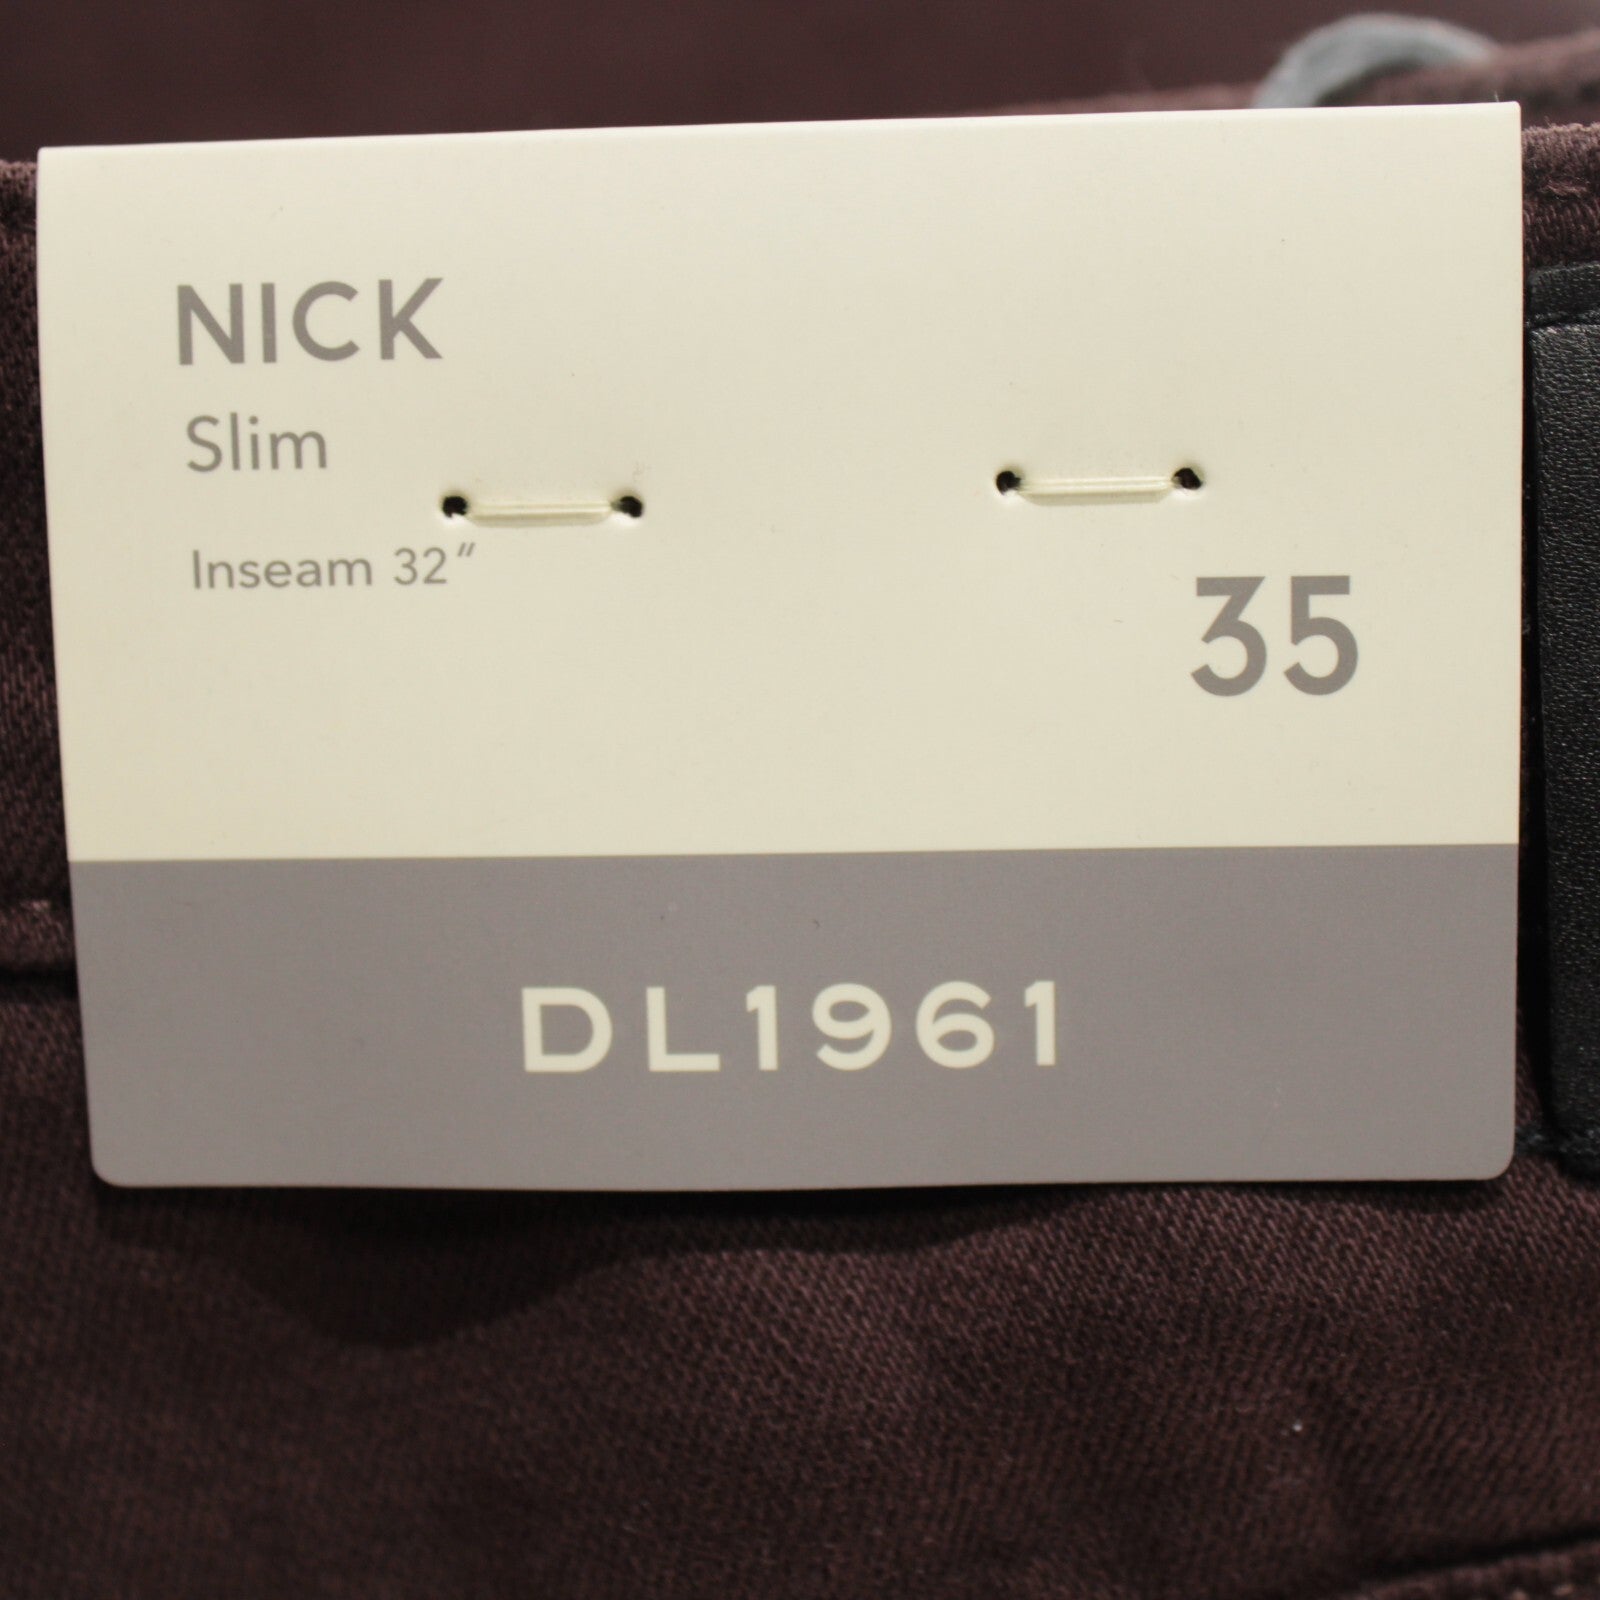 NICK
Slim
Inseam 32"
35
DL1961